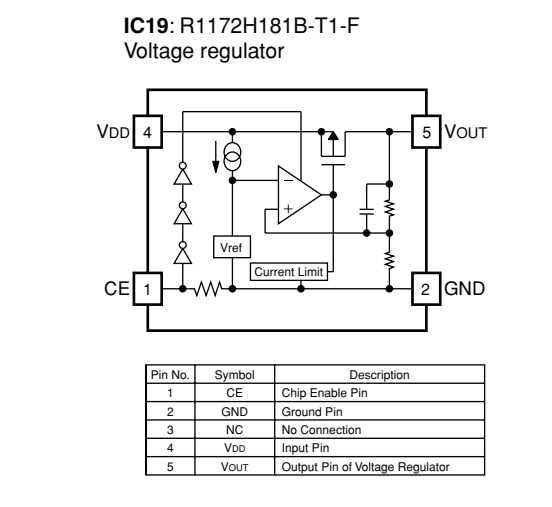 IC19: R1172H181B-T1-F
Voltage regulator
VDD 4
5 VOUT
−
+
Vref
Current Limit
CE 1
2 GND
Pin No. Symbol Description
1 CE Chip Enable Pin
2 GND Ground Pin
3 NC No Connection
4 VDD Input Pin
5 VOUT Output Pin of Voltage Regulator